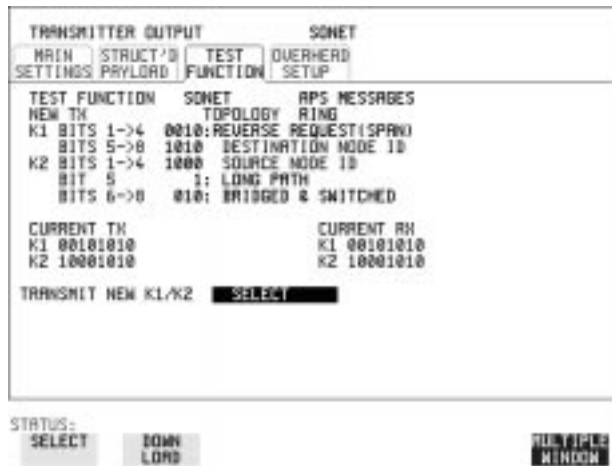 TRANSMITTER OUTPUT SONET
MAIN SETTINGS STRUCT'D PAYLOAD TEST FUNCTION OVERHEAD SETUP
TEST FUNCTION SONET APS MESSAGES
NEW TX TOPOLOGY RING
K1 BITS 1->4 0010:REVERSE REQUEST(SPAN)
BITS 5->8 1010 DESTINATION NODE ID
K2 BITS 1->4 1000 SOURCE NODE ID
BIT 5 1: LONG PATH
BITS 6->8 010: BRIDGED & SWITCHED
CURRENT TX CURRENT RX
K1 00101010 K1 00101010
K2 10001010 K2 10001010
TRANSMIT NEW K1/K2 SELECT
STATUS:
SELECT DOWN LOAD MULTIPLE WINDOW